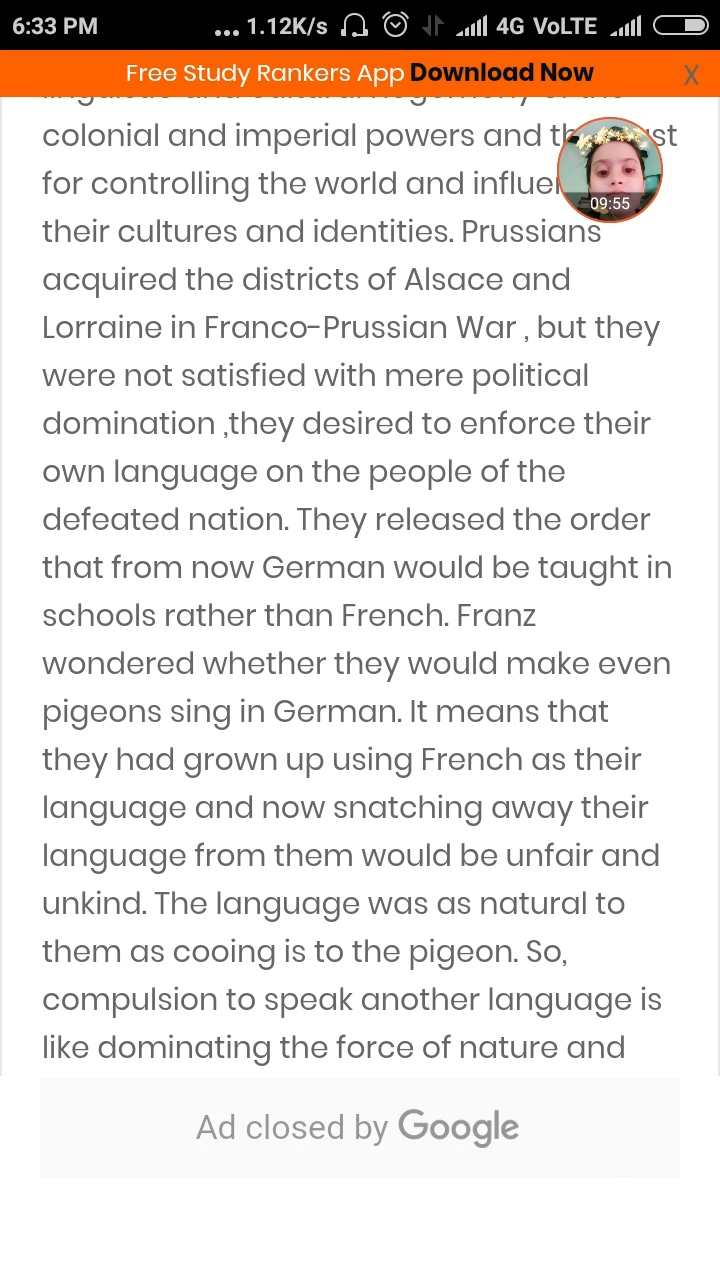 6:33 PM ... 1.12K/s 4G VoLTE
Free Study Rankers App Download Now X
colonial and imperial powers and
for controlling the world and
09:55
their cultures and identities. Prussians
acquired the districts of Alsace and
Lorraine in Franco-Prussian War , but they
were not satisfied with mere political
domination ,they desired to enforce their
own language on the people of the
defeated nation. They released the order
that from now German would be taught in
schools rather than French. Franz
wondered whether they would make even
pigeons sing in German. It means that
they had grown up using French as their
language and now snatching away their
language from them would be unfair and
unkind. The language was as natural to
them as cooing is to the pigeon. So,
compulsion to speak another language is
like dominating the force of nature and
Ad closed by Google